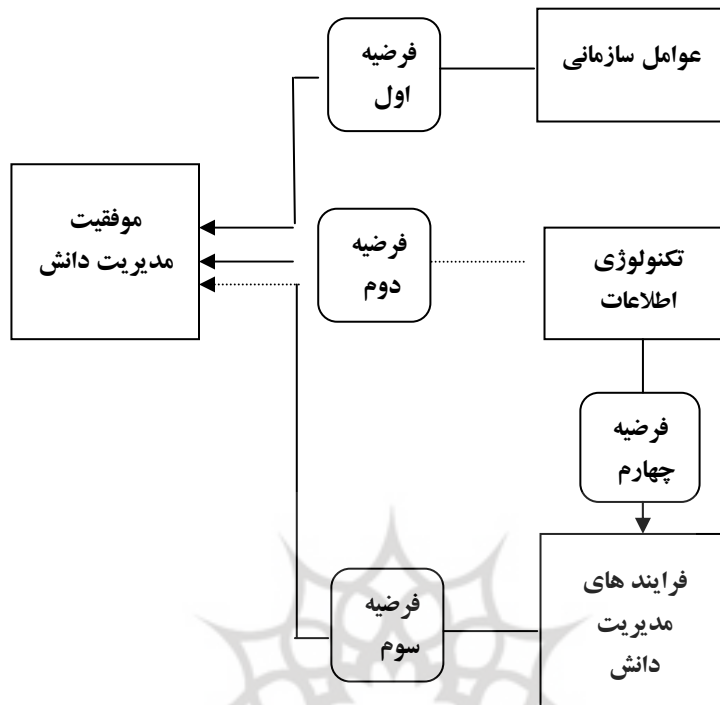 عوامل سازمانی
فرضیه
اول
موفقیت
مدیریت دانش
فرضیه
دوم
تکنولوژی
اطلاعات
فرضیه
چهارم
فرایند های
مدیریت
دانش
فرضیه
سوم